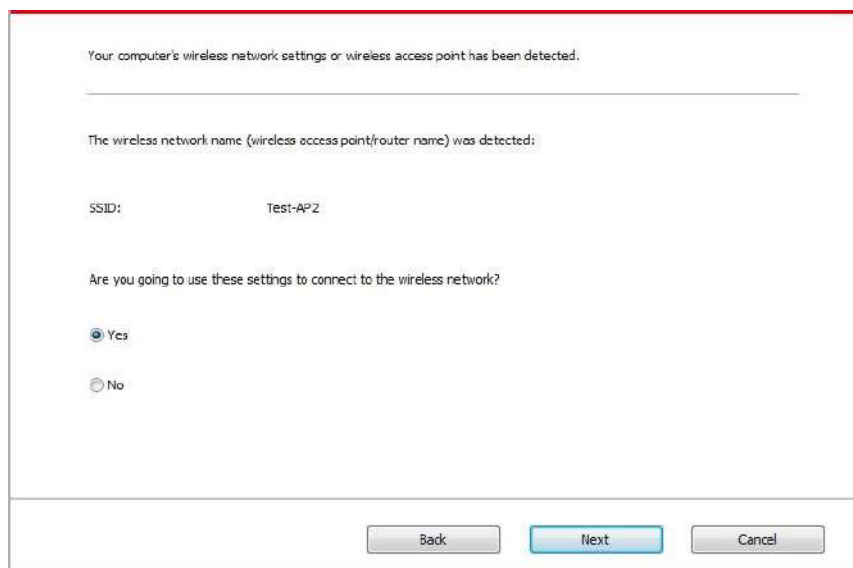 Your computer's wireless network settings or wireless access point has been detected.
The wireless network name (wireless access point/router name) was detected:
SSID: Test-AP2
Are you going to use these settings to connect to the wireless network?
Yes
No
Back Next Cancel